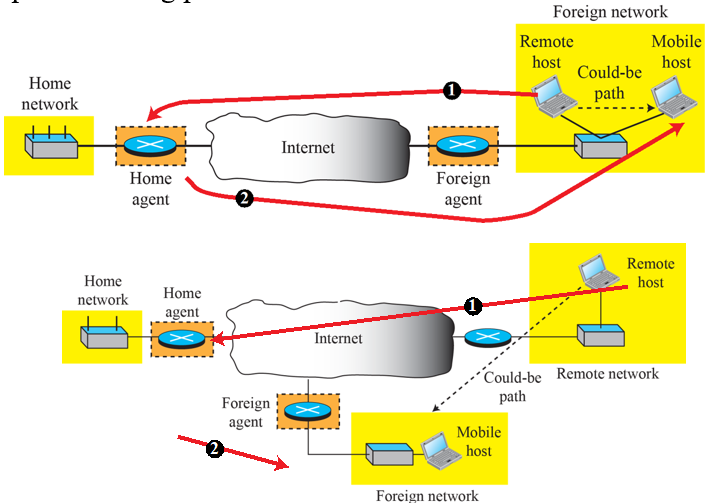 Foreign network
Remote
host
Mobile
host
Could-be
path
1
Home
network
Internet
Home
agent
Foreign
agent
2
Remote
host
Home
network
Home
agent
1
Internet
Could-be
path
Remote network
Foreign
agent
Mobile
host
2
Foreign network